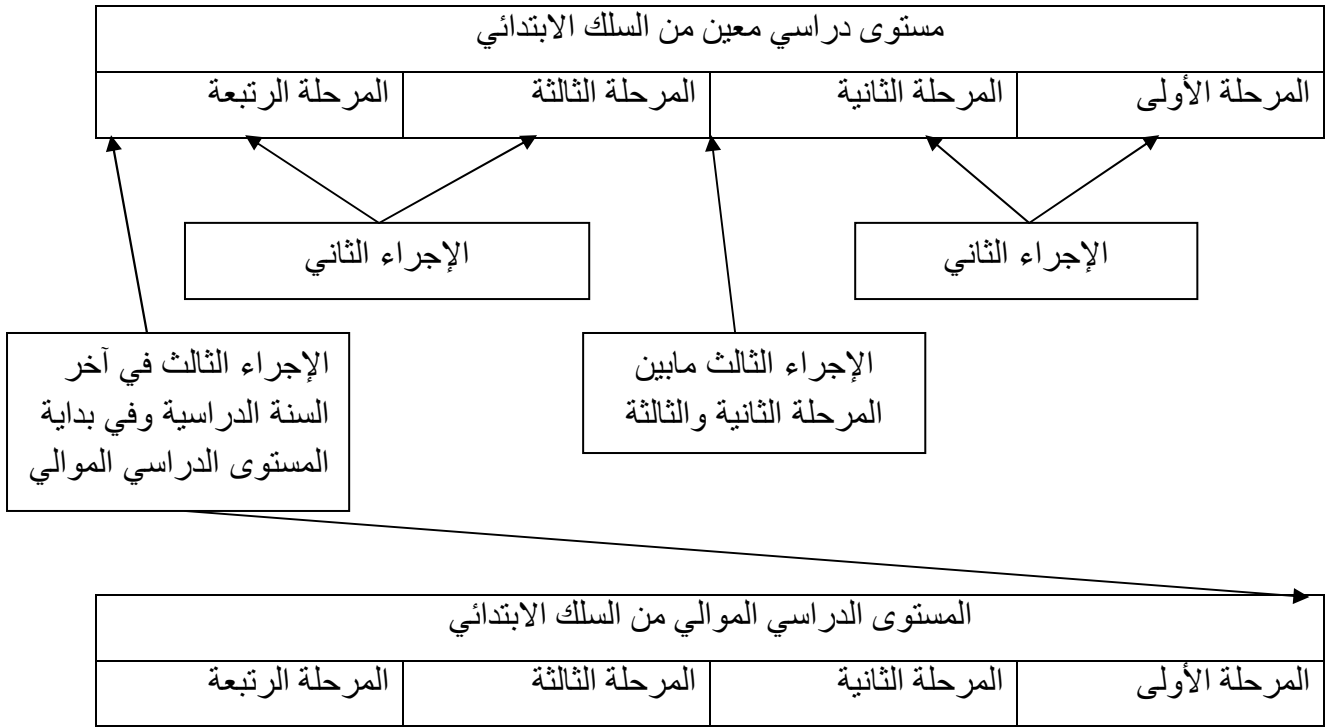 مستوى دراسي معين من السلك الابتدائي
المرحلة الأولى
المرحلة الثانية
المرحلة الثالثة
المرحلة الرتبعة
الإجراء الثاني
الإجراء الثاني
الإجراء الثالث مابين
المرحلة الثانية والثالثة
الإجراء الثالث في آخر
السنة الدراسية وفي بداية
المستوى الدراسي الموالي
المستوى الدراسي الموالي من السلك الابتدائي
المرحلة الأولى
المرحلة الثانية
المرحلة الثالثة
المرحلة الرتبعة